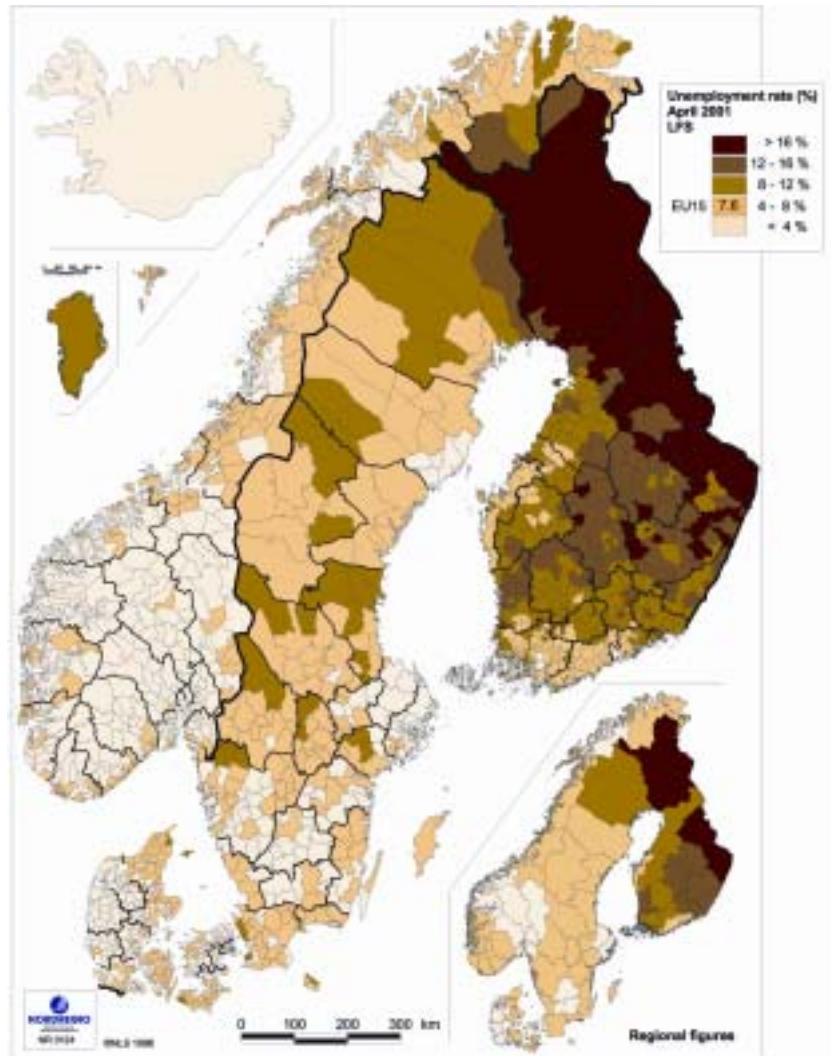 Unemployment rate (%)
April 2001
LFS
> 16 %
12 - 16 %
8 - 12 %
EU15 7.6 4 - 8 %
< 4 %
NORDREGIO
0 100 200 300 km
Regional figures